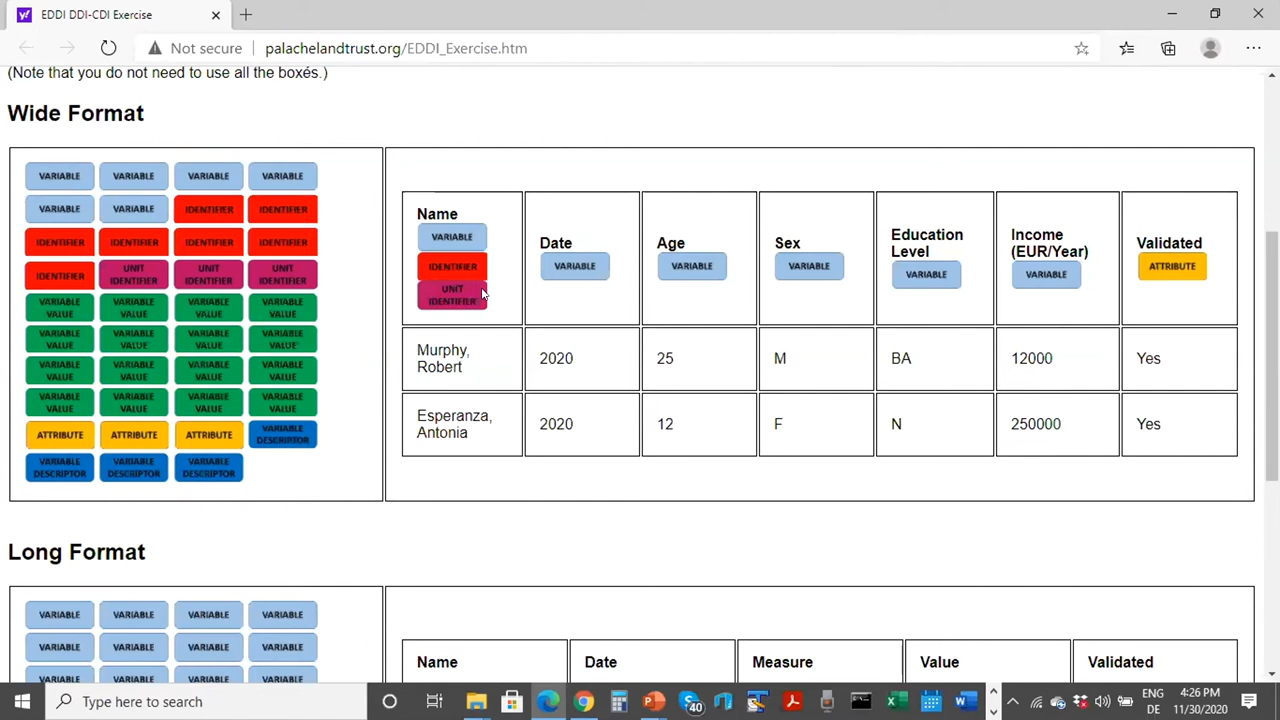 EDDI DDI-CDI Exercise
Not secure palachelandtrust.org/EDDI_Exercise.htm
(Note that you do not need to use all the boxés.)
Wide Format
VARIABLE VARIABLE VARIABLE VARIABLE
VARIABLE VARIABLE IDENTIFIER IDENTIFIER
IDENTIFIER IDENTIFIER IDENTIFIER IDENTIFIER
IDENTIFIER UNIT IDENTIFIER UNIT IDENTIFIER UNIT IDENTIFIER
VARIABLE VALUE VARIABLE VALUE VARIABLE VALUE VARIABLE VALUE
VARIABLE VALUE VARIABLE VALUE VARIABLE VALUE VARIABLE VALUE
VARIABLE VALUE VARIABLE VALUE VARIABLE VALUE VARIABLE VALUE
VARIABLE VALUE VARIABLE VALUE VARIABLE VALUE VARIABLE VALUE
ATTRIBUTE ATTRIBUTE ATTRIBUTE VARIABLE DESCRIPTOR
VARIABLE DESCRIPTOR VARIABLE DESCRIPTOR VARIABLE DESCRIPTOR
Name
VARIABLE
IDENTIFIER
UNIT
IDENTIFIER
Date
VARIABLE
Age
VARIABLE
Sex
VARIABLE
Education
Level
VARIABLE
Income
(EUR/Year)
VARIABLE
Validated
ATTRIBUTE
Murphy,
Robert
2020 25 M BA 12000 Yes
Esperanza,
Antonia
2020 12 F N 250000 Yes
Long Format
VARIABLE VARIABLE VARIABLE VARIABLE
VARIABLE VARIABLE VARIABLE VARIABLE
VARIABLE VARIABLE VARIABLE VARIABLE
Name Date Measure Value Validated
Type here to search
40
ENG
DE
4:26 PM
11/30/2020